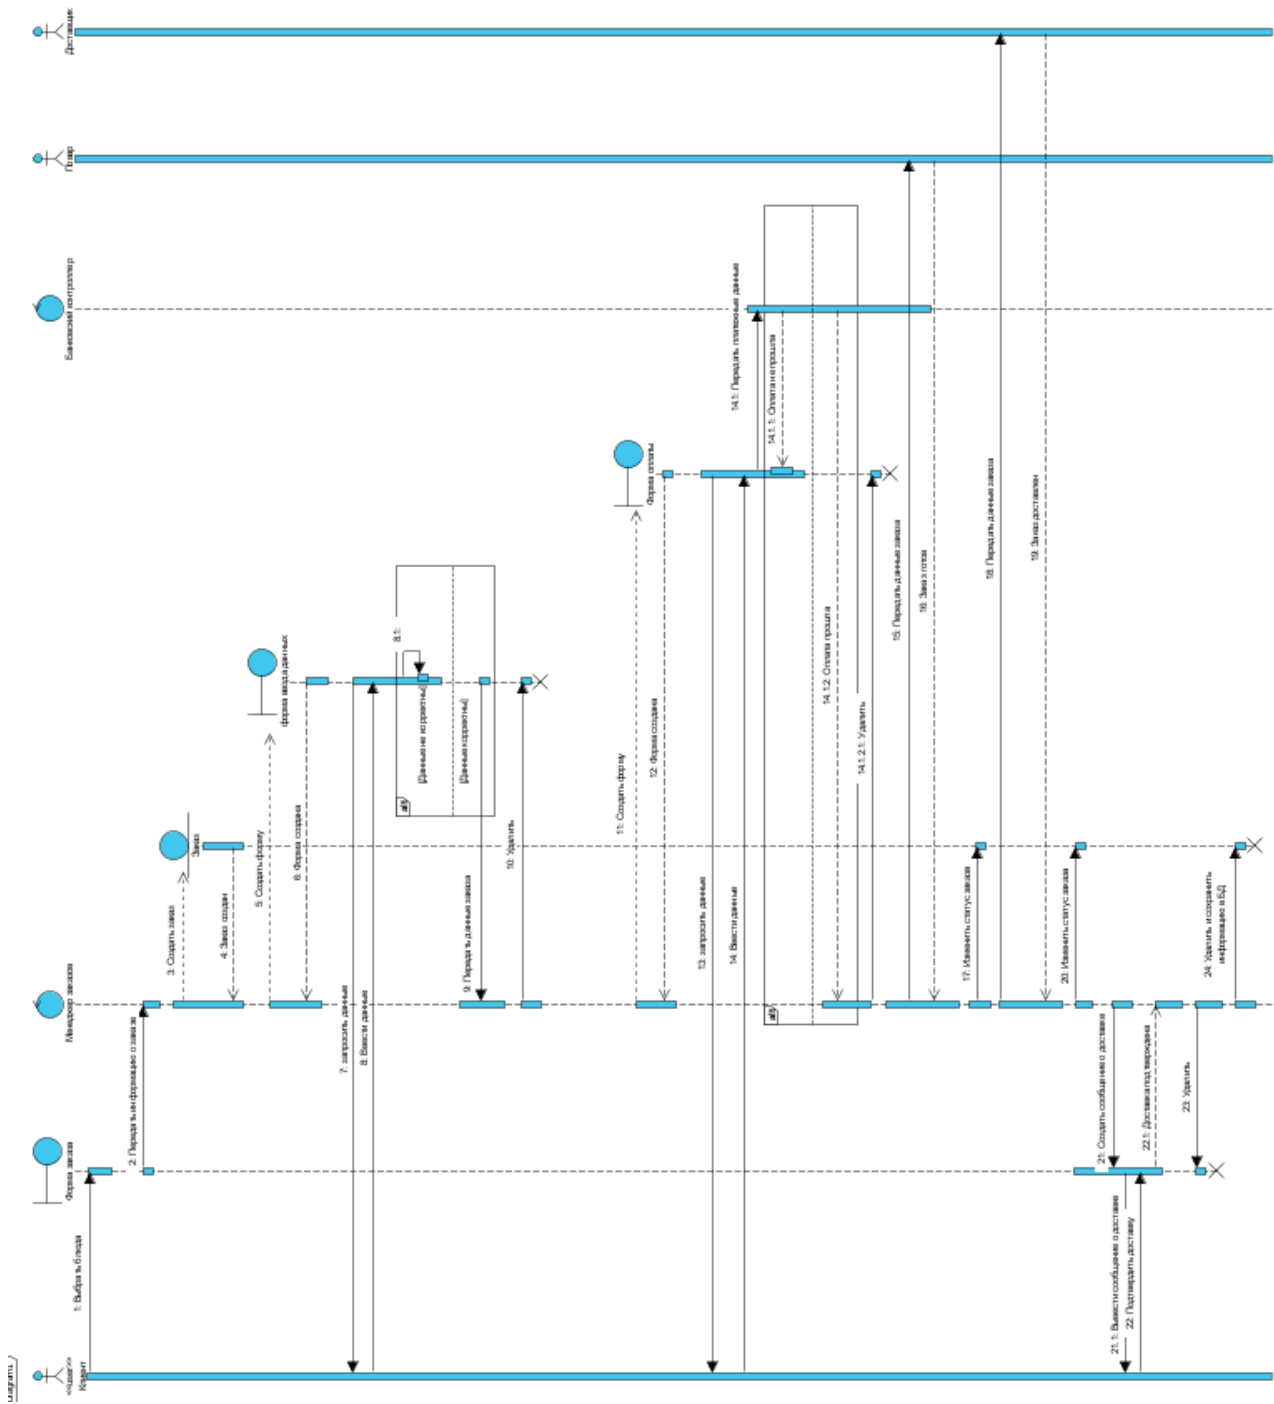 Клиент
Форма заказа
Менеджер заказов
Заказ
форма ввода данных
Форма оплаты
Банковский контроллер
Повар
Доставщик
1: Выбрать блюда
2: Передать информацию о заказе
3: Создать заказ
4: Заказ создан
5: Создать форму
6: Форма создана
7: запросить данные
8: Ввести данные
alt
8.1:
[Данные не корректны]
[Данные корректны]
9: Передать данные заказа
10: Удалить
11: Создать форму
12: Форма создана
13: запросить данные
14: Ввести данные
14.1: Передать платежные данные
alt
14.1.1: Оплата не прошла
14.1.2: Оплата прошла
14.1.2.1: Удалить
15: Передать данные заказа
16: Заказ готов
17: Изменить статус заказа
18: Передать данные заказа
19: Заказ доставлен
20: Изменить статус заказа
21: Создать сообщение о доставке
21.1: Вывести сообщение о доставке
22: Подтвердить доставку
22.1: Доставка подтверждена
23: Удалить
24: Удалить и сохранить
информацию в БД